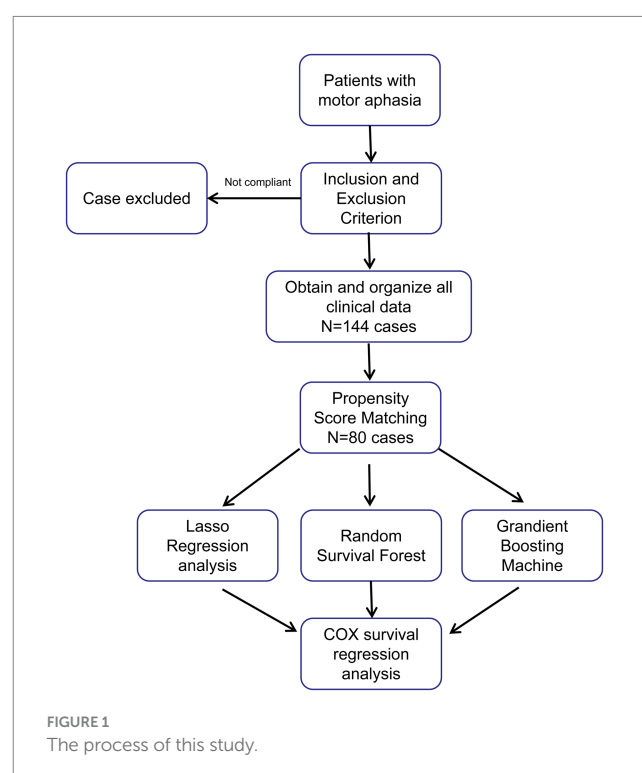 Patients with
motor aphasia
Not compliant
Case excluded
Inclusion and
Exclusion
Criterion
Obtain and organize all
clinical data
N=144 cases
Propensity
Score Matching
N=80 cases
Lasso
Regression
analysis
Random
Survival Forest
Grandient
Boosting
Machine
COX survival
regression
analysis
FIGURE 1
The process of this study.